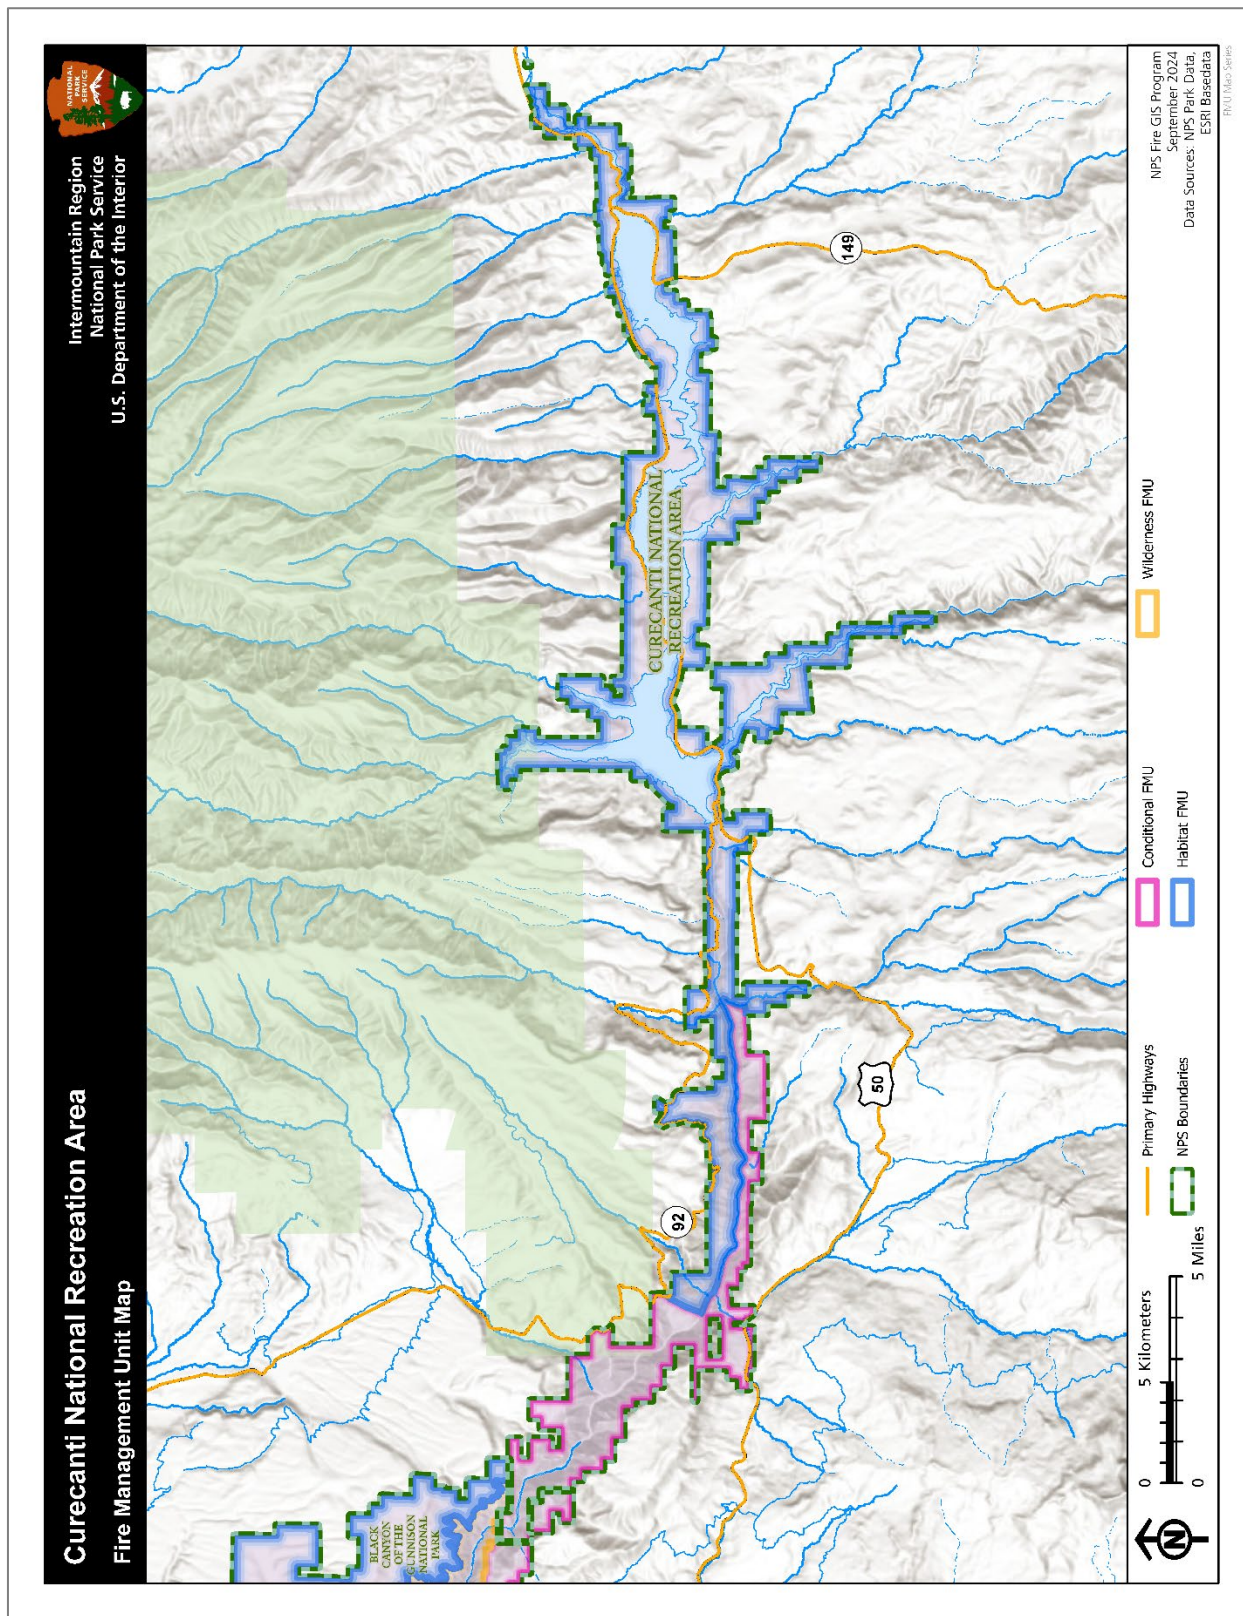 Curecanti National Recreation Area
Fire Management Unit Map
Intermountain Region
National Park Service
U.S. Department of the Interior
NATIONAL
PARK
SERVICE
BLACK
CANYON
OF THE
GUNNISON
NATIONAL
PARK
92
50
CURECANTI NATIONAL
RECREATION AREA
149
N
0 5 Kilometers
0 5 Miles
Primary Highways
NPS Boundaries
Conditional FMU
Habitat FMU
Wilderness FMU
NPS Fire GIS Program
September 2024
Data Sources: NPS Park Data,
ESRI Basedata
FMU Map Series